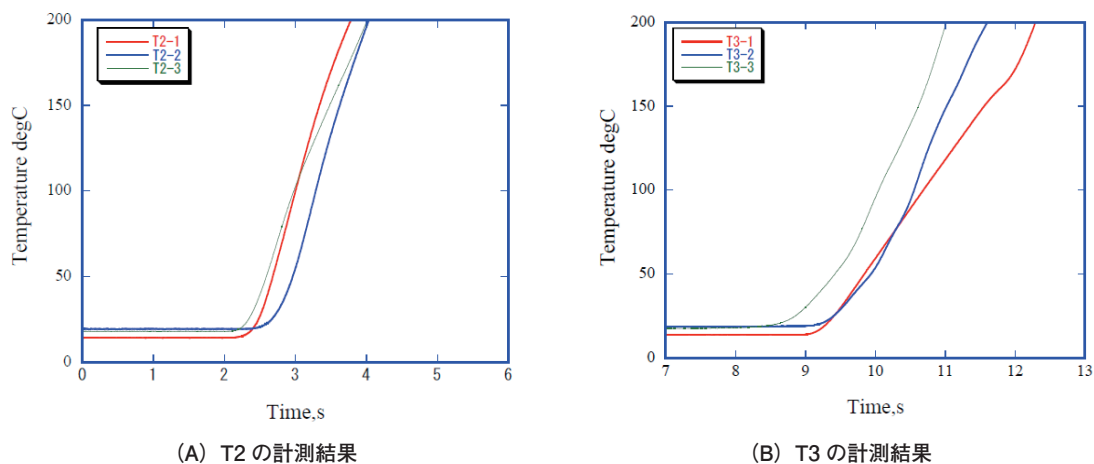 200
150
100
50
0
Temperature degC
T2-1
T2-2
T2-3
0 1 2 3 4 5 6
Time,s
(A) T2 の計測結果
200
150
100
50
0
Temperature degC
T3-1
T3-2
T3-3
7 8 9 10 11 12 13
Time,s
(B) T3 の計測結果